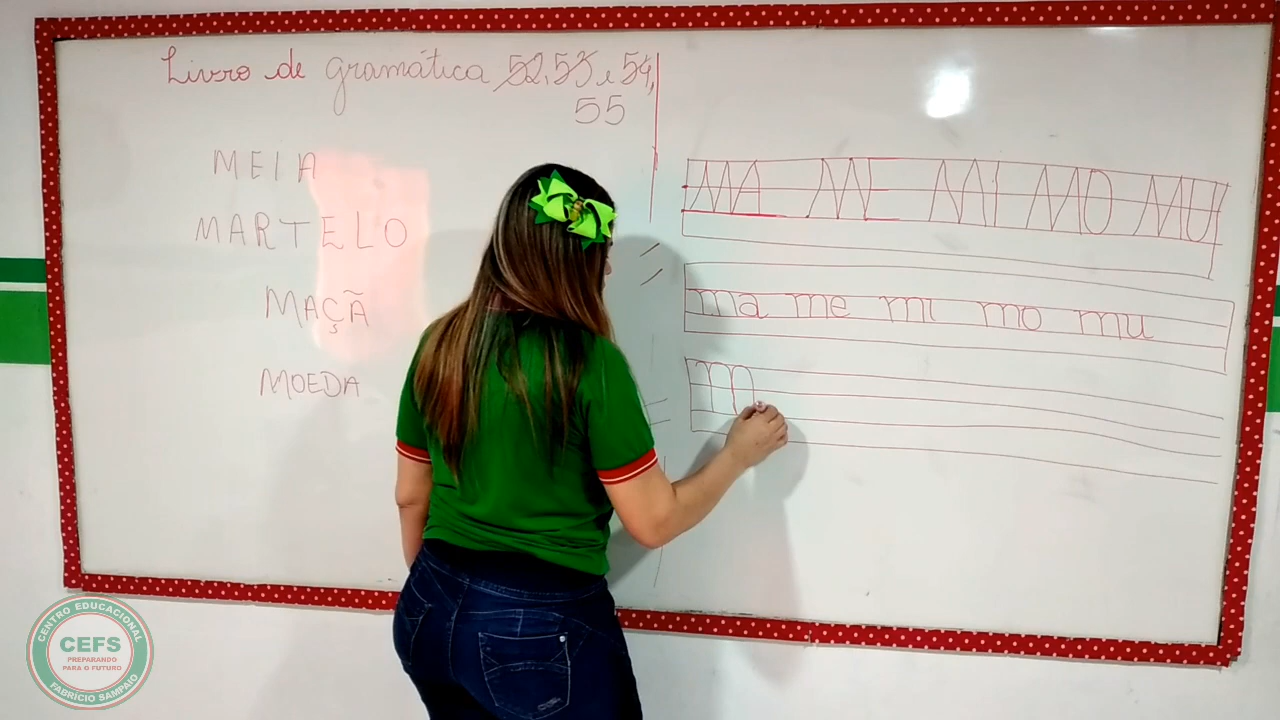 Livro de gramática 52, 53 e 54,
55
MEIA
MARTELO
MAÇÃ
MOEDA
MA ME MI MO MU
ma me mi mo mu
m
CENTRO EDUCACIONAL
CEFS
PREPARANDO
PARA O FUTURO
FABRICIO SAMPAIO